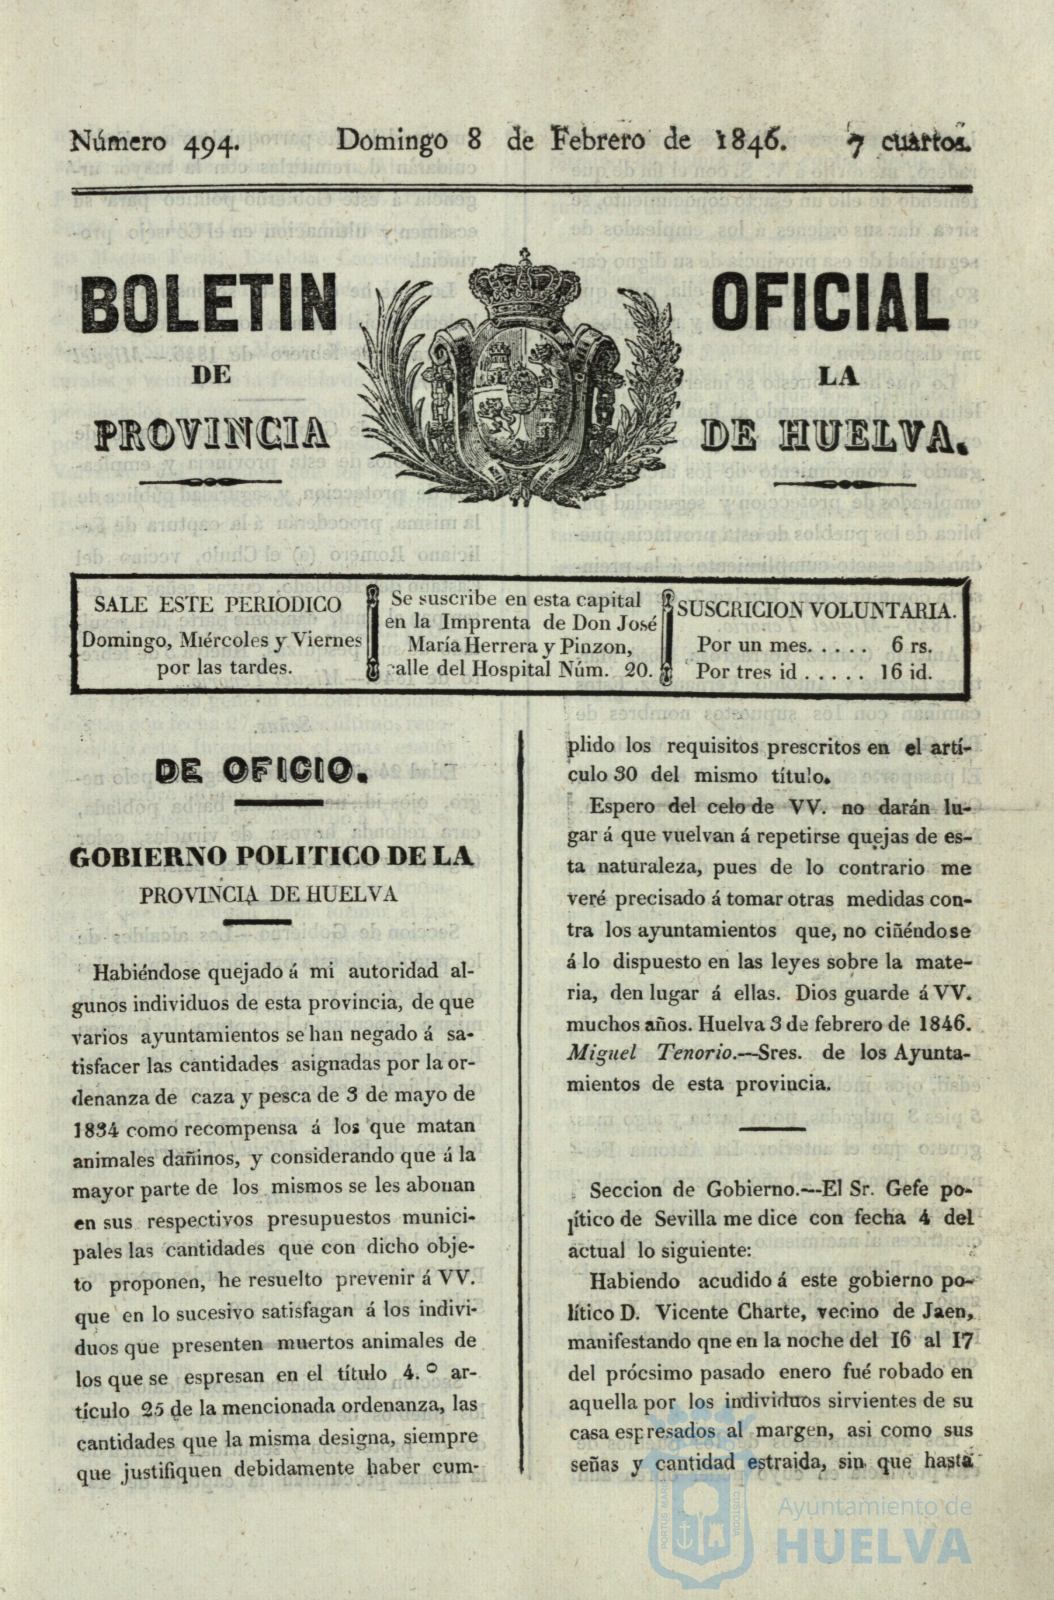 Número 494. Domingo 8 de Febrero de 1846. 7 cuartos.
BOLETIN OFICIAL
DE LA
PROVINCIA DE HUELVA.
SALE ESTE PERIODICO
Domingo, Miércoles y Viernes
por las tardes.
Se suscribe en esta capital
en la Imprenta de Don José
María Herrera y Pinzon,
calle del Hospital Núm. 20.
SUSCRICION VOLUNTARIA.
Por un mes. . . . . 6 rs.
Por tres id . . . . . 16 id.
DE OFICIO.
GOBIERNO POLITICO DE LA
PROVINCIA DE HUELVA
Habiéndose quejado á mi autoridad al-
gunos individuos de esta provincia, de que
varios ayuntamientos se han negado á sa-
tisfacer las cantidades asignadas por la or-
denanza de caza y pesca de 3 de mayo de
1834 como recompensa á los que matan
animales dañinos, y considerando que á la
mayor parte de los mismos se les abonan
en sus respectivos presupuestos munici-
pales las cantidades que con dicho obje-
to proponen, he resuelto prevenir á VV.
que en lo sucesivo satisfagan á los indivi-
duos que presenten muertos animales de
los que se espresan en el título 4.º ar-
tículo 25 de la mencionada ordenanza, las
cantidades que la misma designa, siempre
que justifiquen debidamente haber cum-
plido los requisitos prescritos en el artí-
culo 30 del mismo título.
Espero del celo de VV. no darán lu-
gar á que vuelvan á repetirse quejas de es-
ta naturaleza, pues de lo contrario me
veré precisado á tomar otras medidas con-
tra los ayuntamientos que, no ciñéndose
á lo dispuesto en las leyes sobre la mate-
ria, den lugar á ellas. Dios guarde á VV.
muchos años. Huelva 3 de febrero de 1846.
Miguel Tenorio.—Sres. de los Ayunta-
mientos de esta provincia.
Seccion de Gobierno.—El Sr. Gefe po-
lítico de Sevilla me dice con fecha 4 del
actual lo siguiente:
Habiendo acudido á este gobierno po-
lítico D. Vicente Charte, vecino de Jaen,
manifestando qne en la noche del 16 al 17
del prócsimo pasado enero fué robado en
aquella por los individuos sirvientes de su
casa espresados al margen, asi como sus
señas y cantidad estraida, sin que hasta
PORTUS MARIS CUSTODIA
Ayuntamiento de
HUELVA